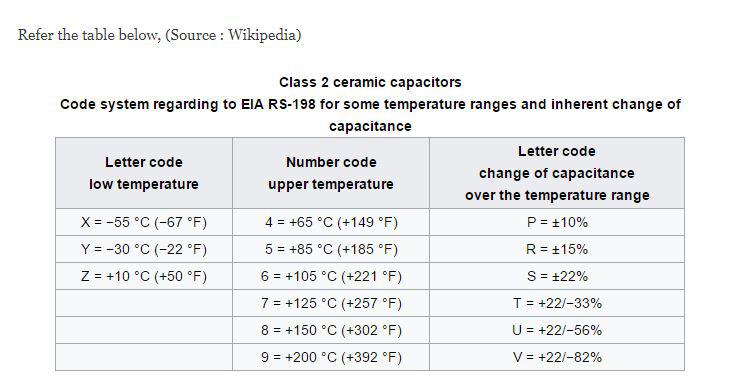 Refer the table below, (Source : Wikipedia)
Class 2 ceramic capacitors
Code system regarding to EIA RS-198 for some temperature ranges and inherent change of
capacitance
Letter code
low temperature
Number code
upper temperature
Letter code
change of capacitance
over the temperature range
X = −55 °C (−67 °F) 4 = +65 °C (+149 °F) P = ±10%
Y = −30 °C (−22 °F) 5 = +85 °C (+185 °F) R = ±15%
Z = +10 °C (+50 °F) 6 = +105 °C (+221 °F) S = ±22%
7 = +125 °C (+257 °F) T = +22/−33%
8 = +150 °C (+302 °F) U = +22/−56%
9 = +200 °C (+392 °F) V = +22/−82%